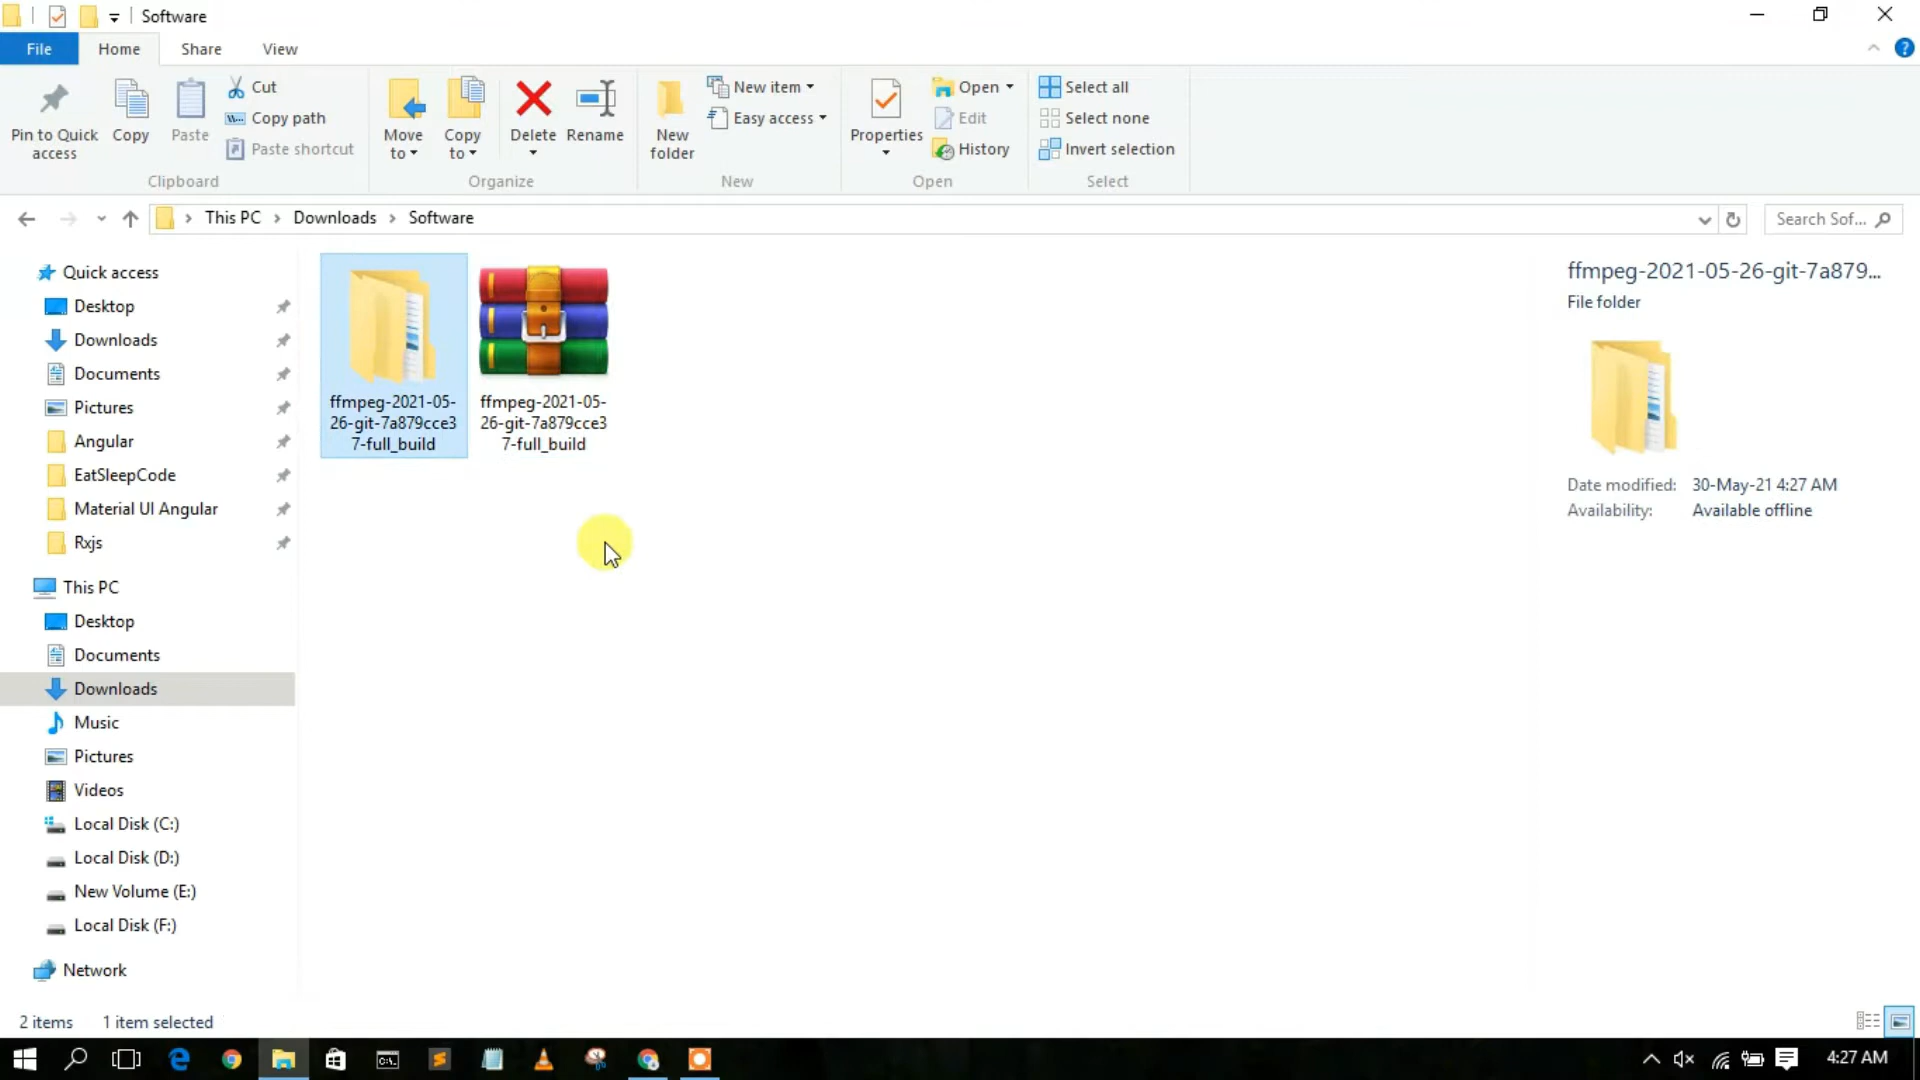 Software
File Home Share View
Pin to Quick access
Copy
Paste
Cut
Copy path
Paste shortcut
Clipboard
Move to
Copy to
Delete
Rename
Organize
New folder
New item
Easy access
New
Properties
Open
Edit
History
Open
Select all
Select none
Invert selection
Select
This PC Downloads Software
Search Sof...
Quick access
Desktop
Downloads
Documents
Pictures
Angular
EatSleepCode
Material UI Angular
Rxjs
This PC
Desktop
Documents
Downloads
Music
Pictures
Videos
Local Disk (C:)
Local Disk (D:)
New Volume (E:)
Local Disk (F:)
Network
ffmpeg-2021-05-
26-git-7a879cce3
7-full_build
ffmpeg-2021-05-
26-git-7a879cce3
7-full_build
ffmpeg-2021-05-26-git-7a879...
File folder
Date modified: 30-May-21 4:27 AM
Availability: Available offline
2 items 1 item selected
4:27 AM